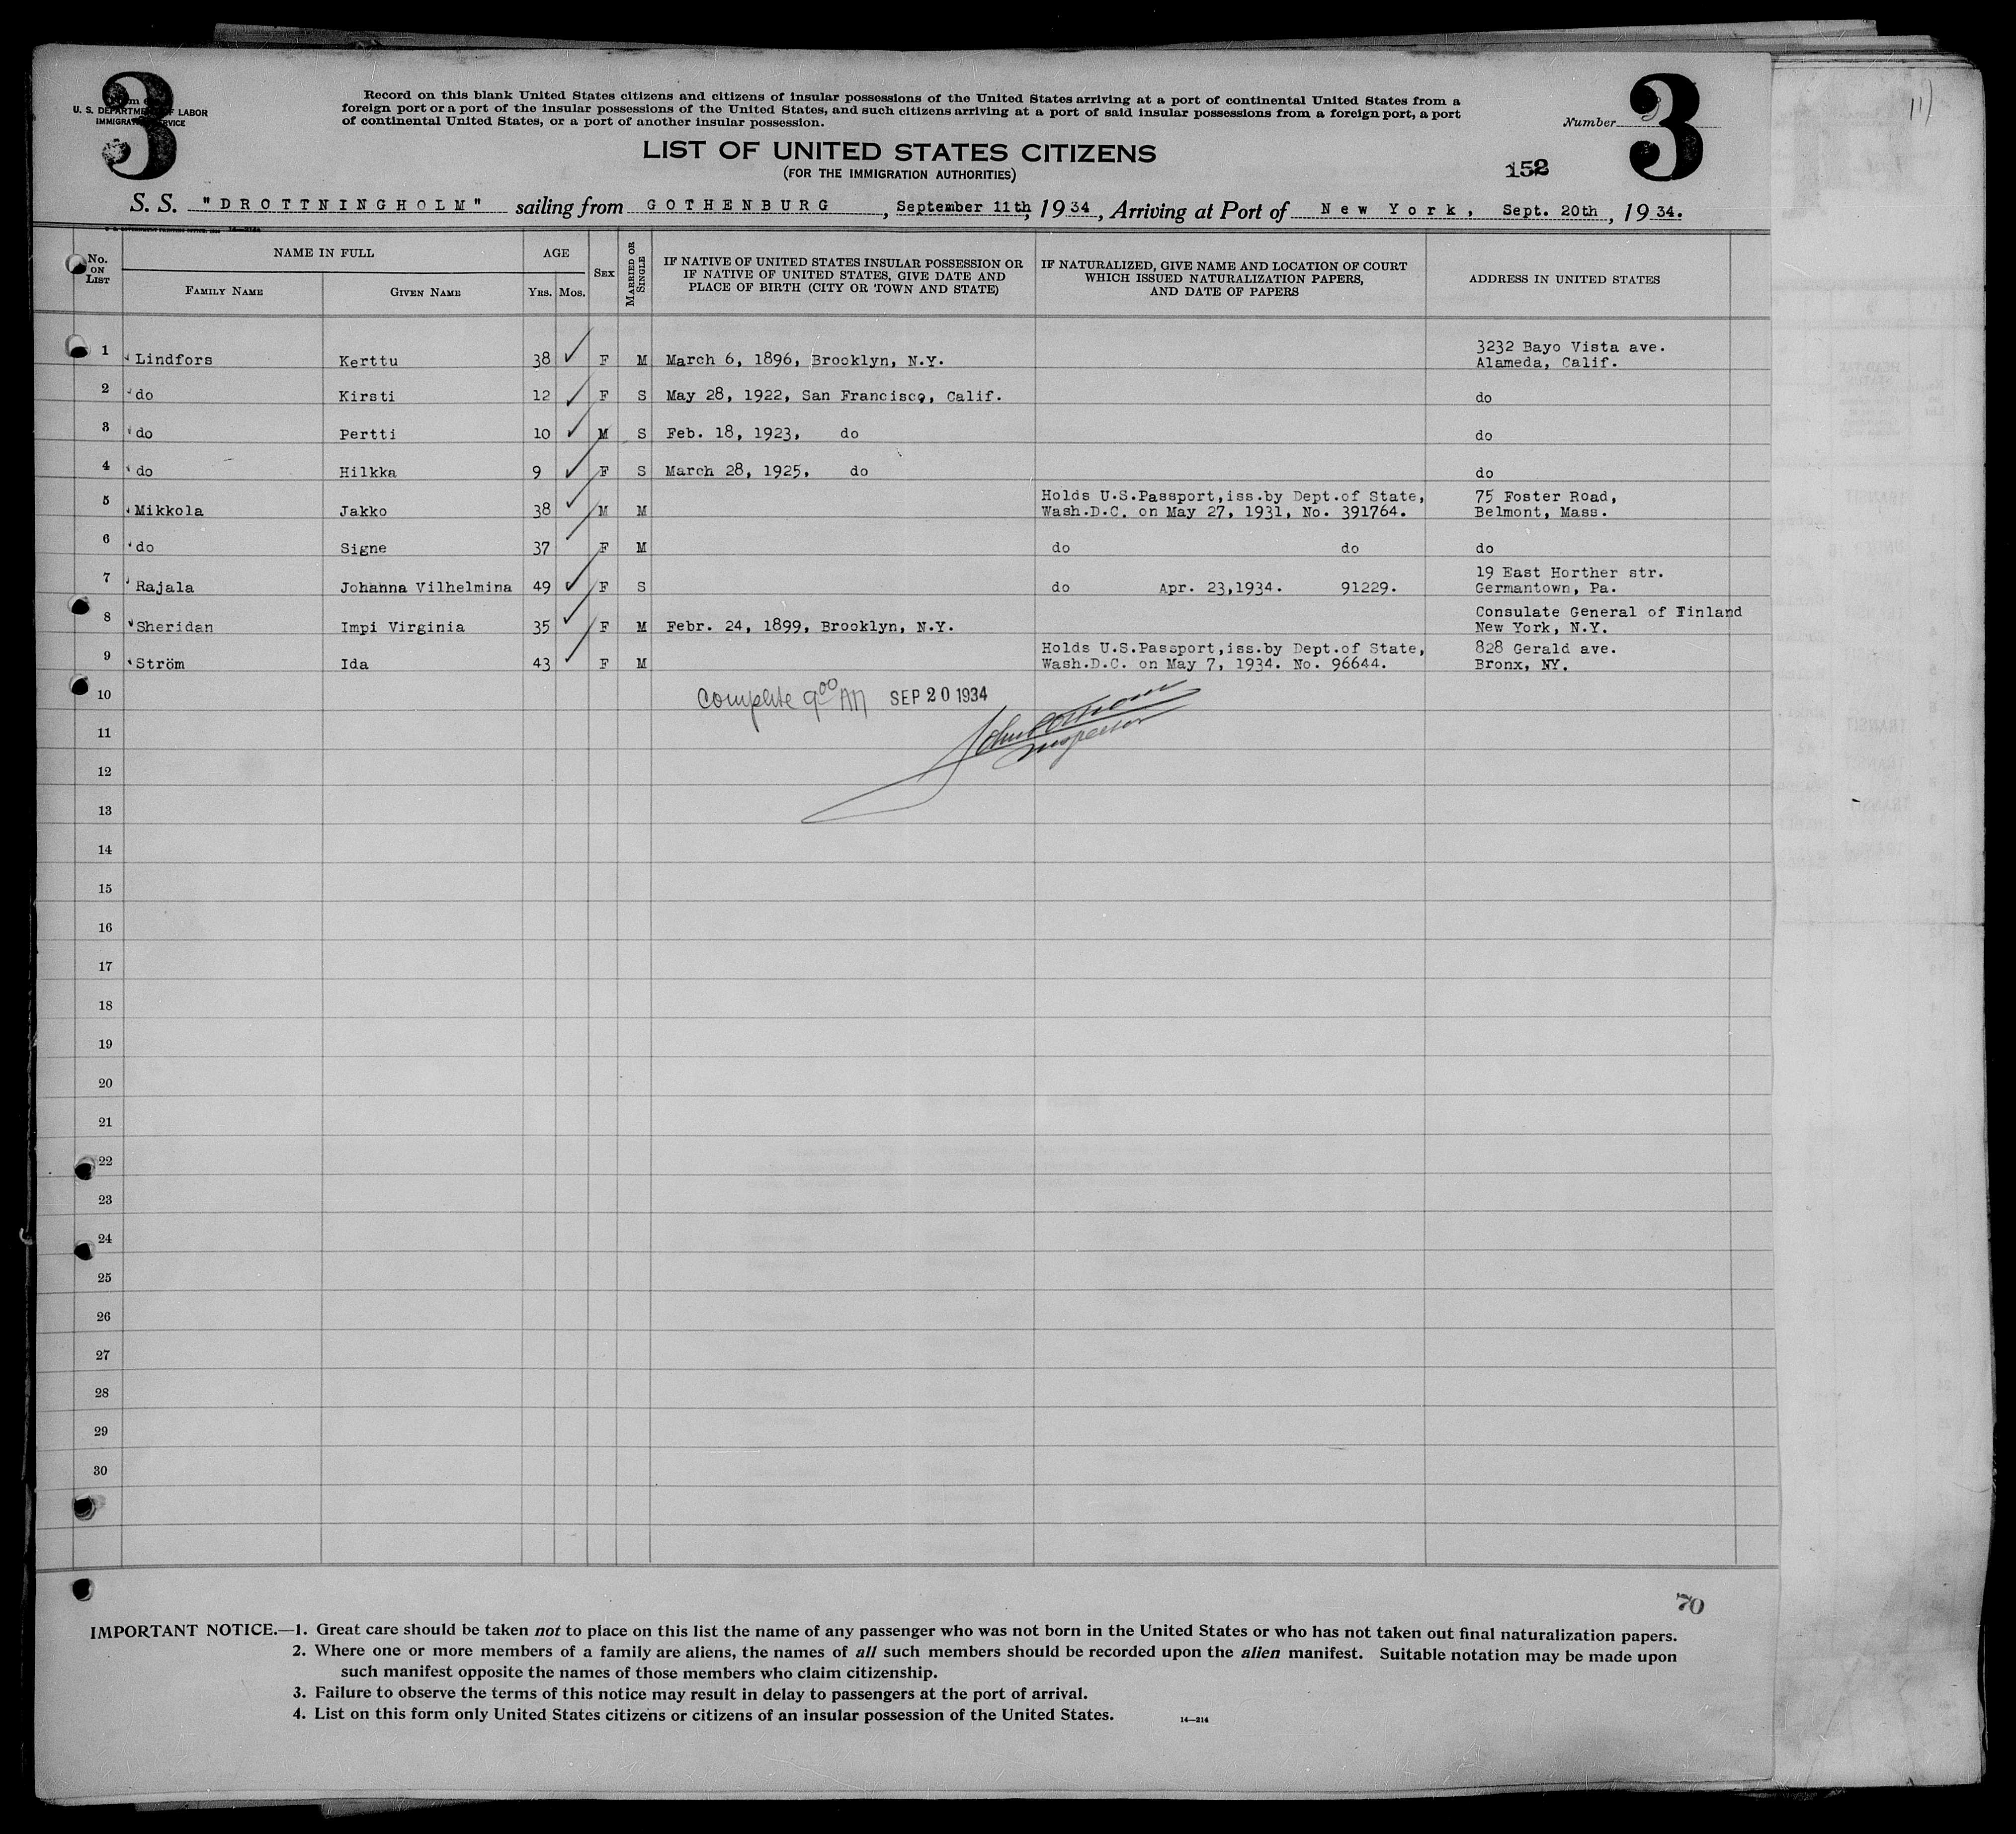 3
U. S. DEPARTMENT OF LABOR
IMMIGRATION SERVICE
Record on this blank United States citizens and citizens of insular possessions of the United States arriving at a port of continental United States from a
foreign port or a port of the insular possessions of the United States, and such citizens arriving at a port of said insular possessions from a foreign port, a port
of continental United States, or a port of another insular possession.
Number 3
3
LIST OF UNITED STATES CITIZENS
(FOR THE IMMIGRATION AUTHORITIES)
152
S. S. "DROTTNINGHOLM" sailing from GOTHENBURG, September 11th, 1934, Arriving at Port of New York, Sept. 20th, 1934.
No. ON LIST
NAME IN FULL
FAMILY NAME
GIVEN NAME
AGE
YRS. MOS.
SEX
MARRIED OR SINGLE
IF NATIVE OF UNITED STATES INSULAR POSSESSION OR
IF NATIVE OF UNITED STATES, GIVE DATE AND
PLACE OF BIRTH (CITY OR TOWN AND STATE)
IF NATURALIZED, GIVE NAME AND LOCATION OF COURT
WHICH ISSUED NATURALIZATION PAPERS,
AND DATE OF PAPERS
ADDRESS IN UNITED STATES
3232 Bayo Vista ave.
1 Lindfors Kerttu 38 F M March 6, 1896, Brooklyn, N.Y. Alameda, Calif.
2 do Kirsti 12 F S May 28, 1922, San Francisco, Calif. do
3 do Pertti 10 M S Feb. 18, 1923, do do
4 do Hilkka 9 F S March 28, 1925, do do
Holds U.S.Passport,iss.by Dept.of State, 75 Foster Road,
5 Mikkola Jakko 38 M M Wash.D.C. on May 27, 1931, No. 391764. Belmont, Mass.
6 do Signe 37 F M do do do
19 East Horther str.
7 Rajala Johanna Vilhelmina 49 F S do Apr. 23,1934. 91229. Germantown, Pa.
Consulate General of Finland
8 Sheridan Impi Virginia 35 F M Febr. 24, 1899, Brooklyn, N.Y. New York, N.Y.
Holds U.S.Passport,iss.by Dept.of State, 828 Gerald ave.
9 Ström Ida 43 F M Wash.D.C. on May 7, 1934. No. 96644. Bronx, NY.
10 Complete 9 00 AM SEP 20 1934
11 Inspector
12
13
14
15
16
17
18
19
20
21
22
23
24
25
26
27
28
29
30
70
IMPORTANT NOTICE.—1. Great care should be taken not to place on this list the name of any passenger who was not born in the United States or who has not taken out final naturalization papers.
2. Where one or more members of a family are aliens, the names of all such members should be recorded upon the alien manifest. Suitable notation may be made upon
such manifest opposite the names of those members who claim citizenship.
3. Failure to observe the terms of this notice may result in delay to passengers at the port of arrival.
4. List on this form only United States citizens or citizens of an insular possession of the United States.
14—214